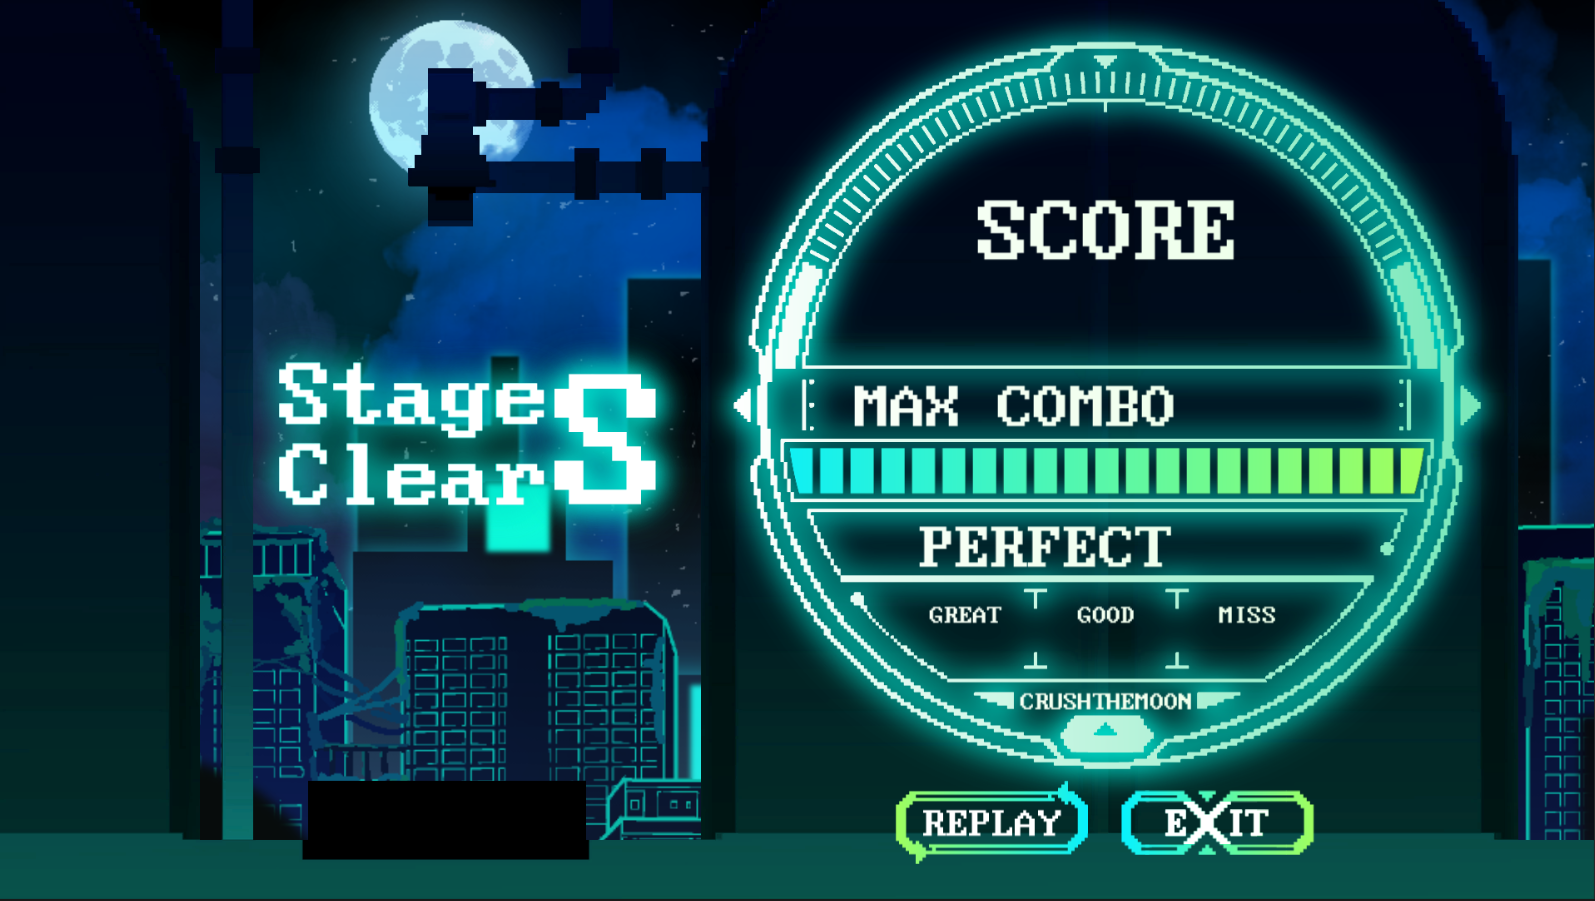 Stage
Clear
S
SCORE
MAX COMBO
PERFECT
GREAT GOOD MISS
CRUSHTHEMOON
REPLAY EXIT